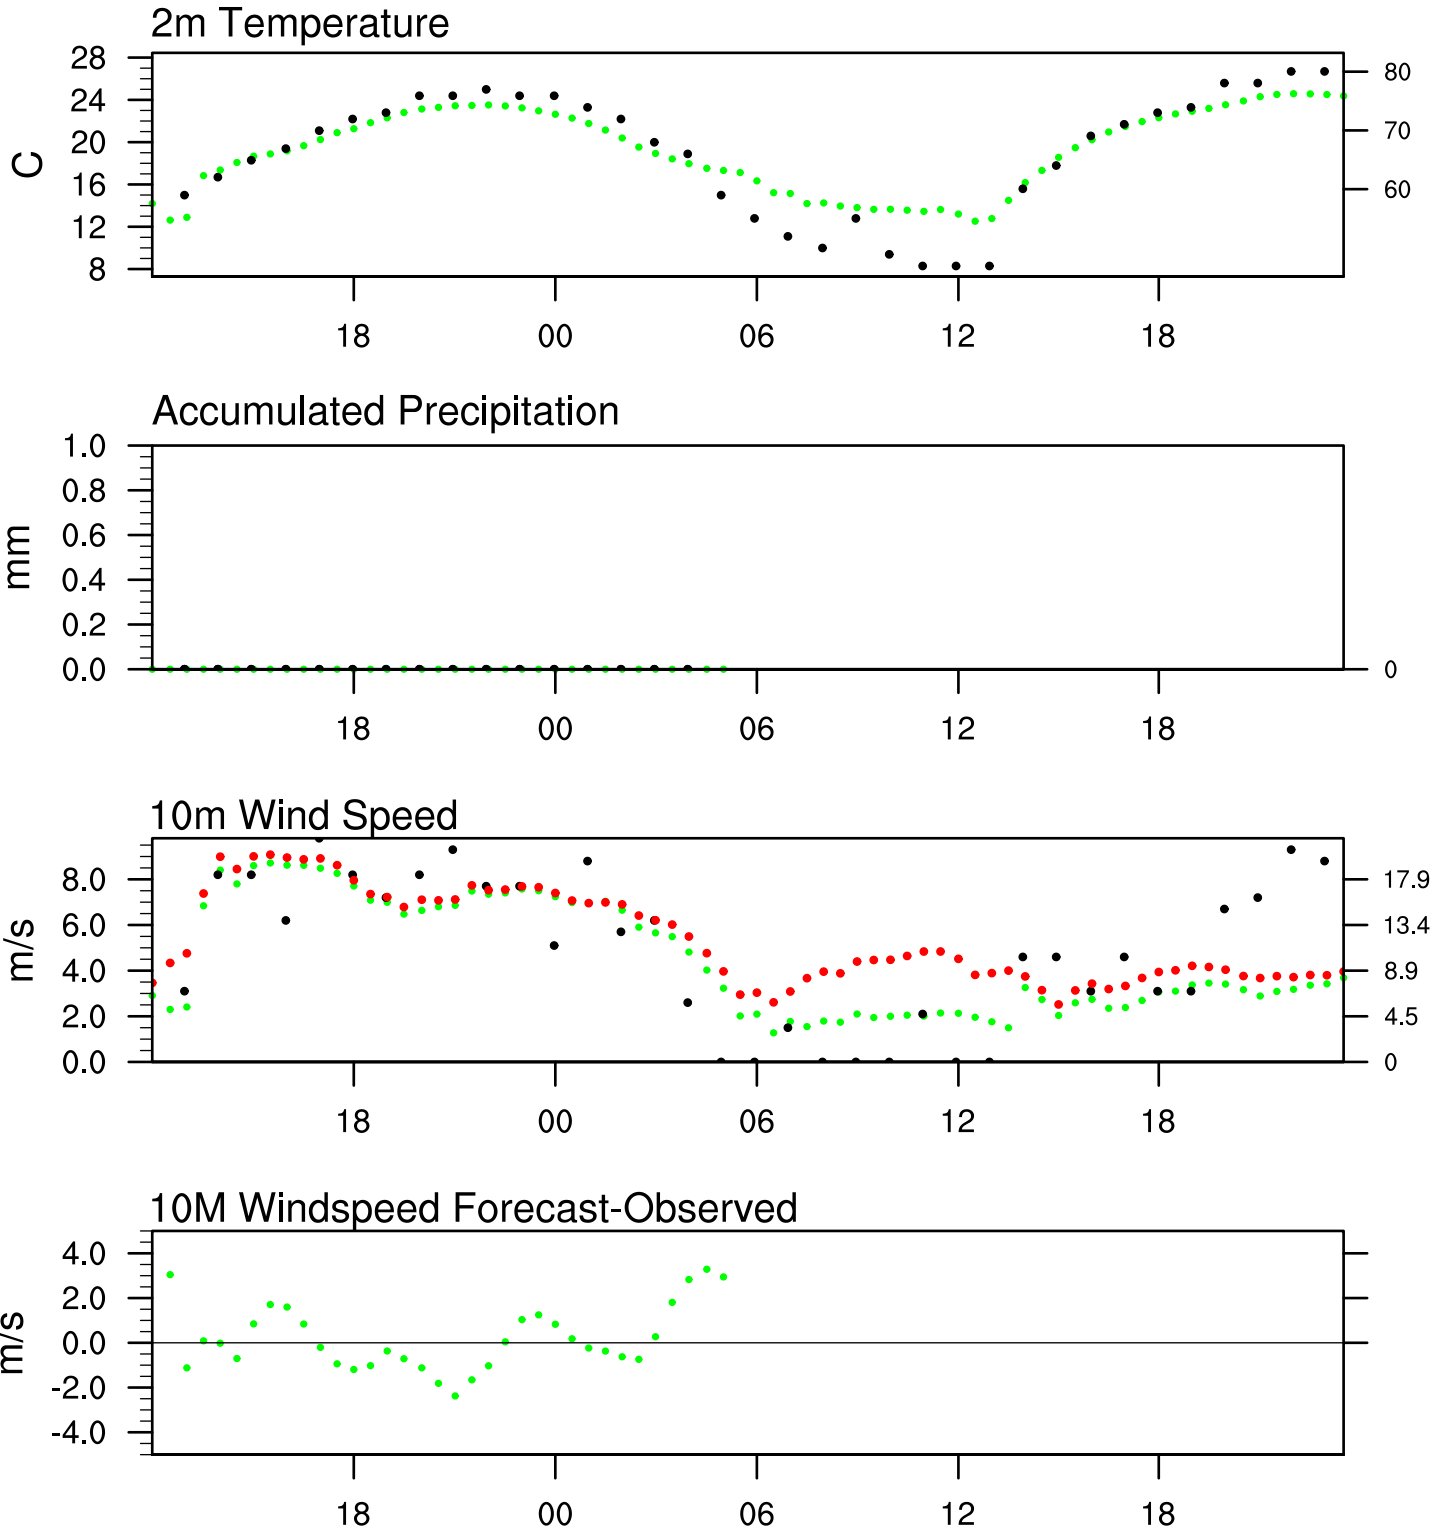 2m Temperature
28
24
20
16
12
8
C
80
70
60
18 00 06 12 18
Accumulated Precipitation
1.0
0.8
0.6
0.4
0.2
0.0
mm
0
18 00 06 12 18
10m Wind Speed
8.0
6.0
4.0
2.0
0.0
m/s
17.9
13.4
8.9
4.5
0
18 00 06 12 18
10M Windspeed Forecast-Observed
4.0
2.0
0.0
-2.0
-4.0
m/s
18 00 06 12 18